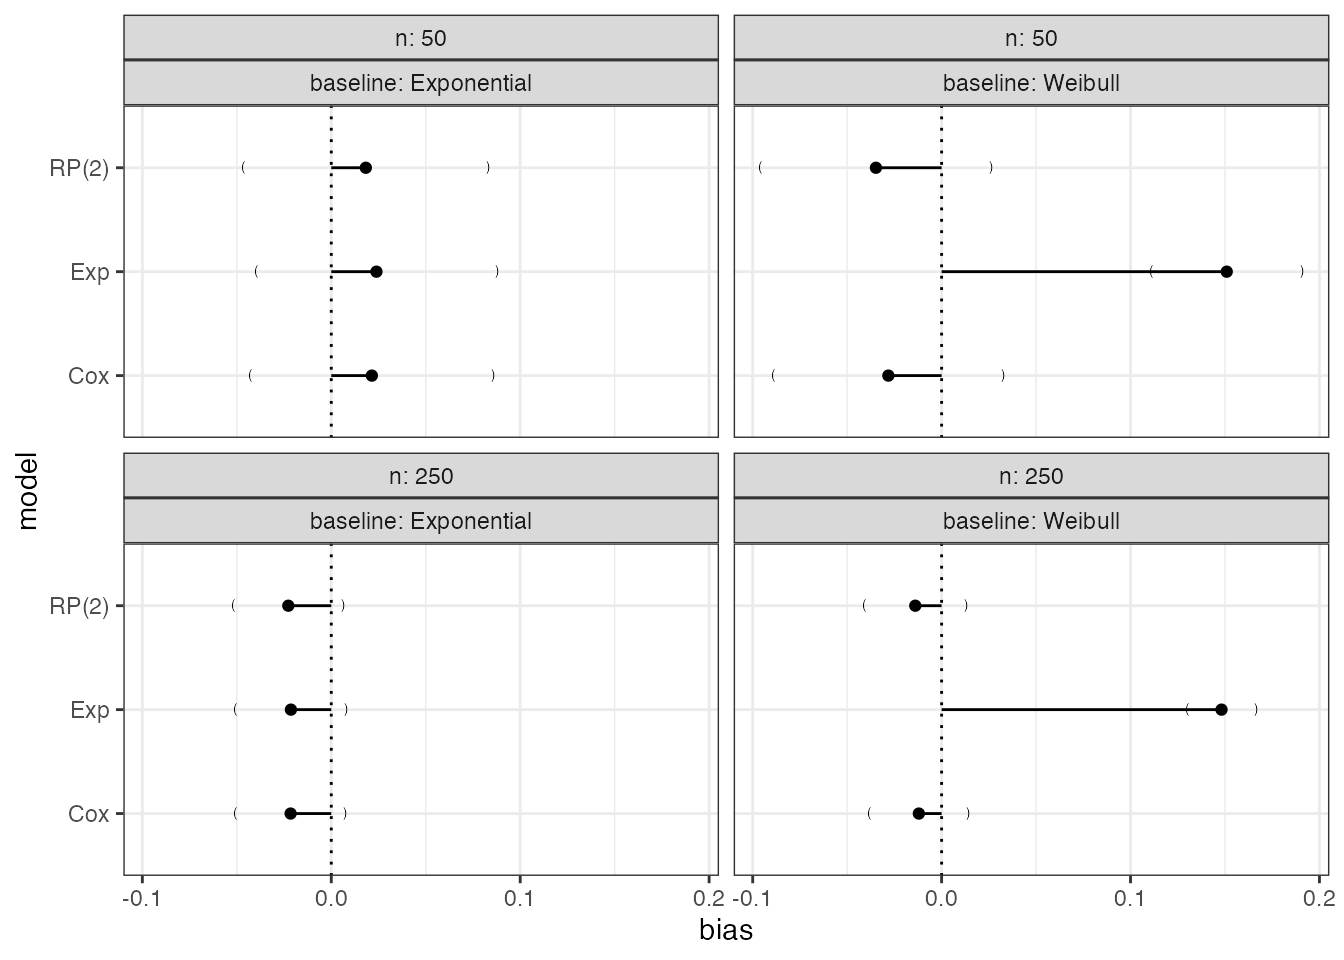 n: 50
n: 50
baseline: Exponential
baseline: Weibull
RP(2)
( )
( )
Exp
( )
( )
Cox
( )
( )
model
n: 250
n: 250
baseline: Exponential
baseline: Weibull
RP(2)
( )
( )
Exp
( )
( )
Cox
( )
( )
-0.1 0.0 0.1 0.2
-0.1 0.0 0.1 0.2
bias